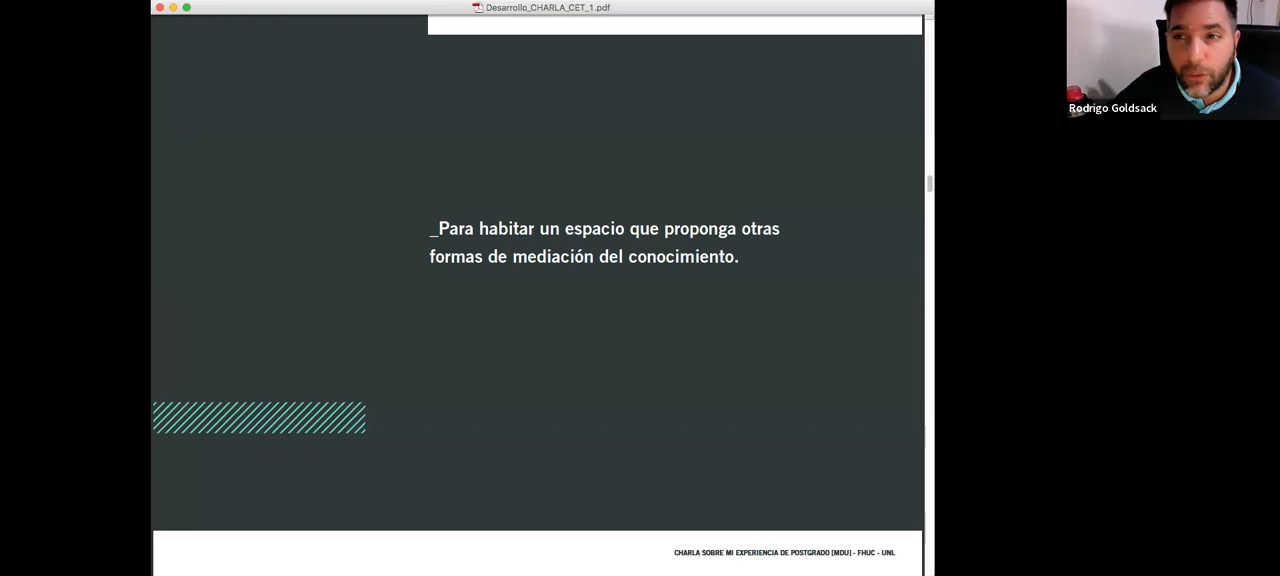 Desarrollo_CHARLA_CET_1.pdf
Rodrigo Goldsack
_Para habitar un espacio que proponga otras
formas de mediación del conocimiento.
CHARLA SOBRE MI EXPERIENCIA DE POSTGRADO [MDU] - FHUC - UNL